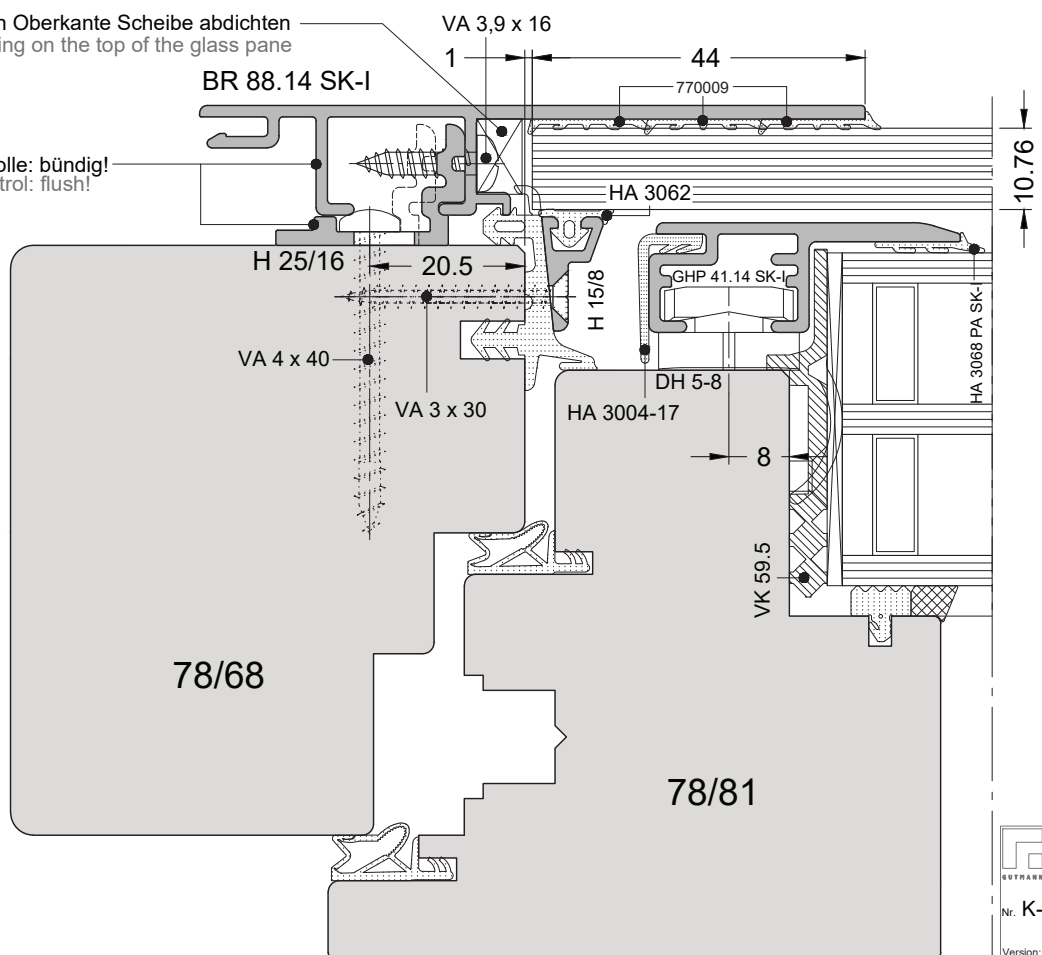 n Oberkante Scheibe abdichten
ing on the top of the glass pane
VA 3,9 x 16
1
44
770009
BR 88.14 SK-I
olle: bündig!
trol: flush!
10.76
HA 3062
H 25/16
20.5
GHP 41.14 SK-I
H 15/8
HA 3068 PA SK-I
VA 4 x 40
VA 3 x 30
DH 5-8
HA 3004-17
8
VK 59.5
78/68
78/81
GUTMANN
Nr. K-
Version: